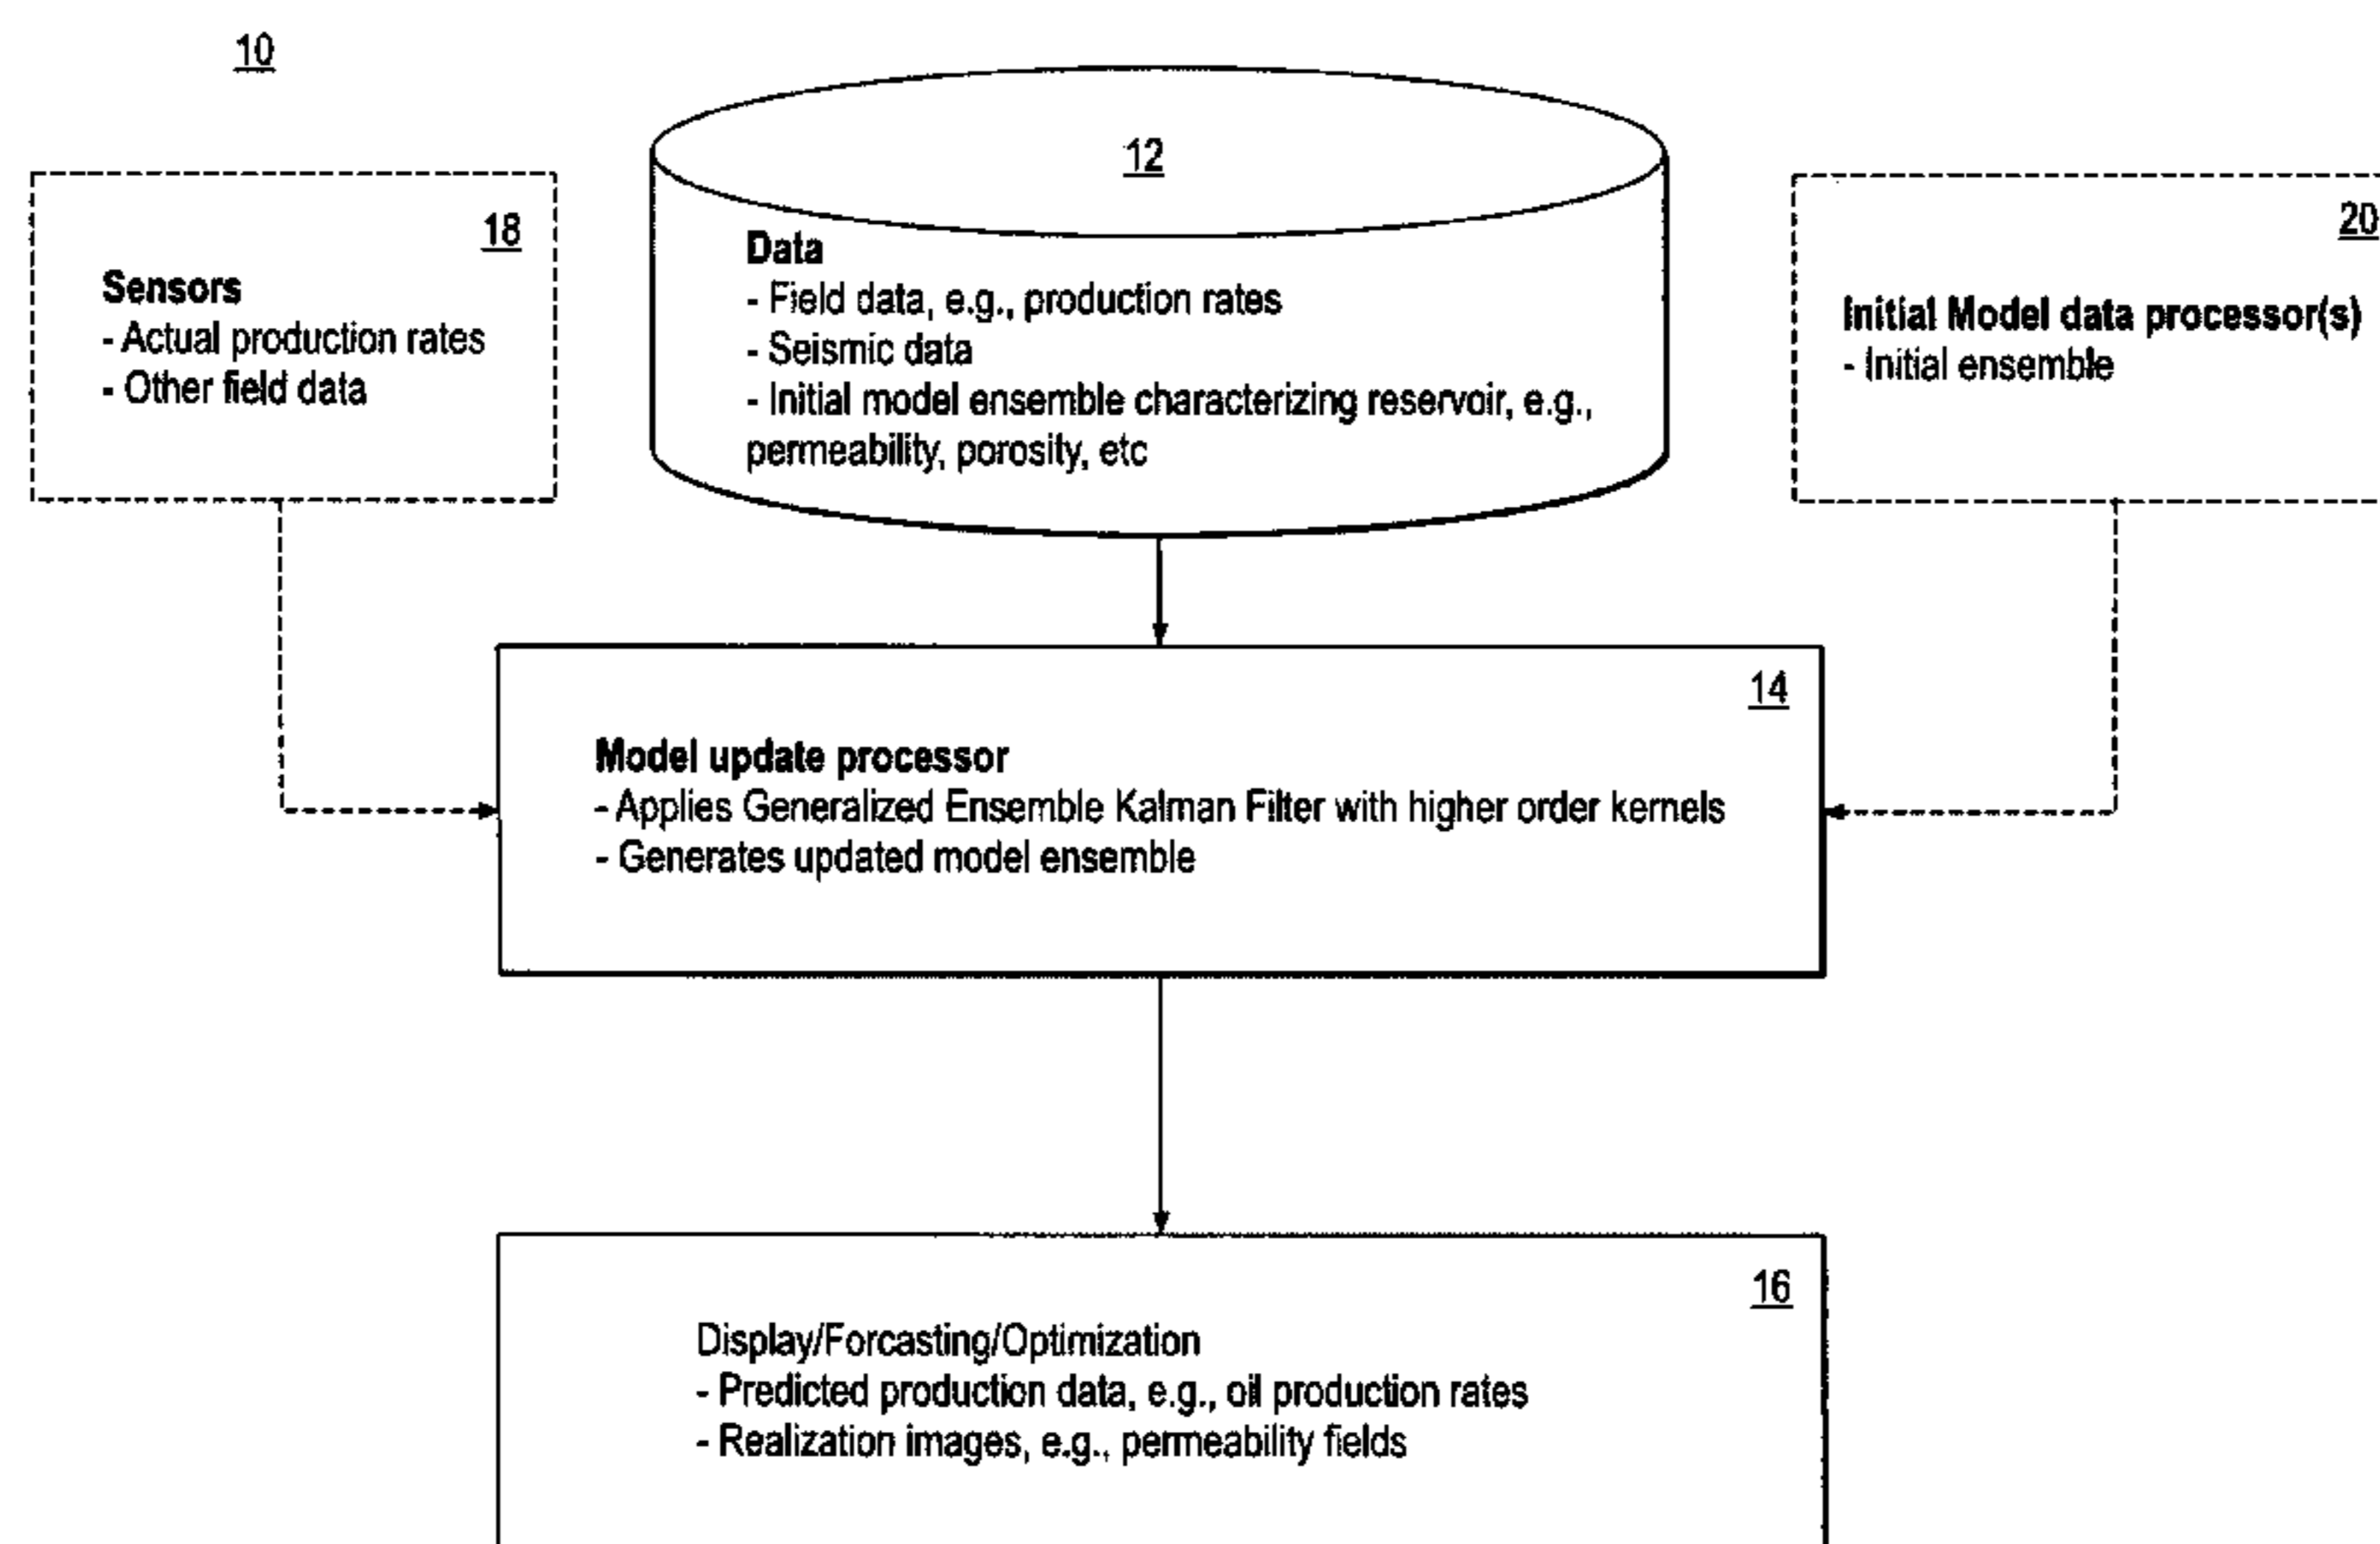 10
12
18
Sensors
- Actual production rates
- Other field data
Data
- Field data, e.g., production rates
- Seismic data
- Initial model ensemble characterizing reservoir, e.g.,
permeability, porosity, etc
20
Initial Model data processor(s)
- Initial ensemble
14
Model update processor
- Applies Generalized Ensemble Kalman Filter with higher order kernels
- Generates updated model ensemble
16
Display/Forcasting/Optimization
- Predicted production data, e.g., oil production rates
- Realization images, e.g., permeability fields